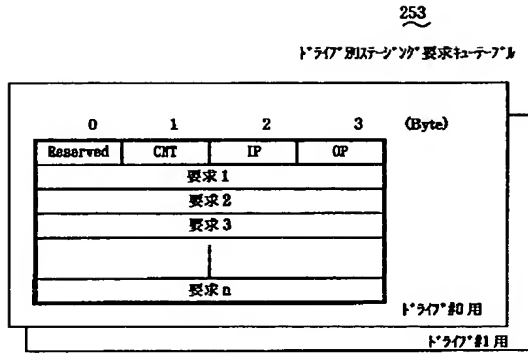 253
ﾄﾞﾗｲﾌﾞ別ｽﾃｰｼﾞﾝｸﾞ要求ｷｭｰﾃｰﾌﾞﾙ
0 1 2 3 (Byte)
Reserved CNT IP OP
要求 1
要求 2
要求 3
要求 n
ﾄﾞﾗｲﾌﾞ#0 用
ﾄﾞﾗｲﾌﾞ#1 用